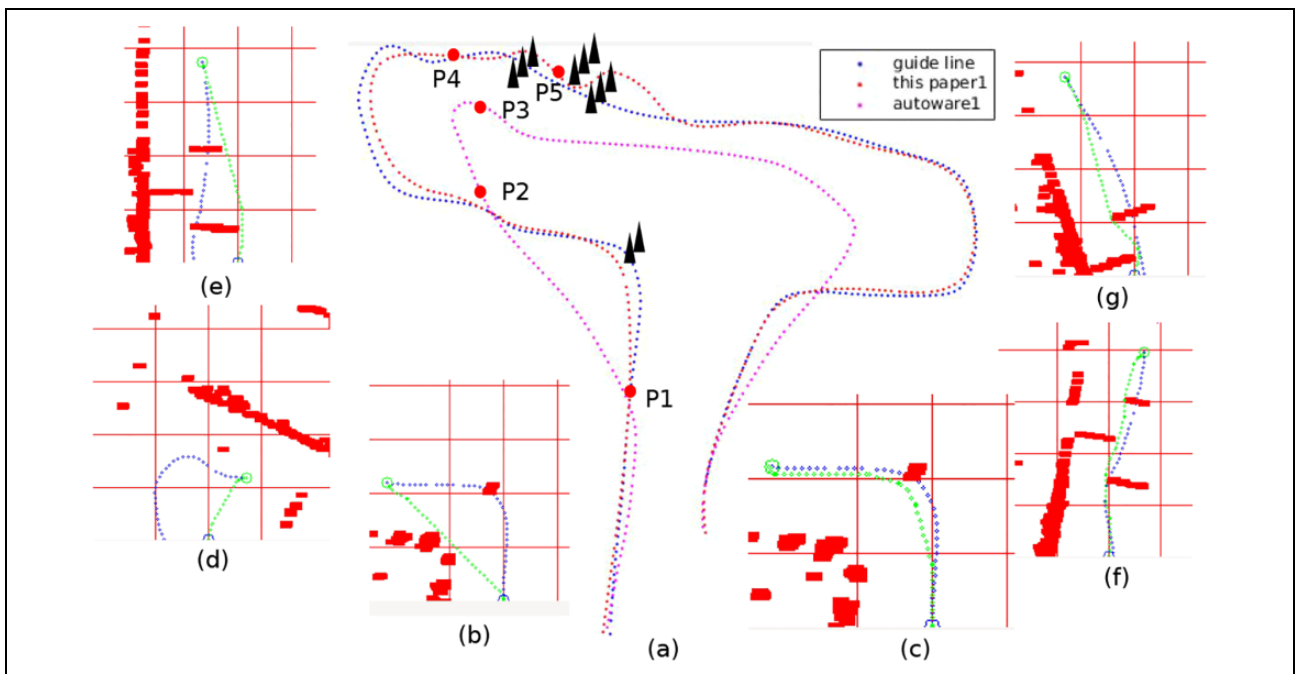 guide line
this paper1
autoware1
P4
P5
P3
P2
P1
(e)
(g)
(d)
(b)
(a)
(c)
(f)